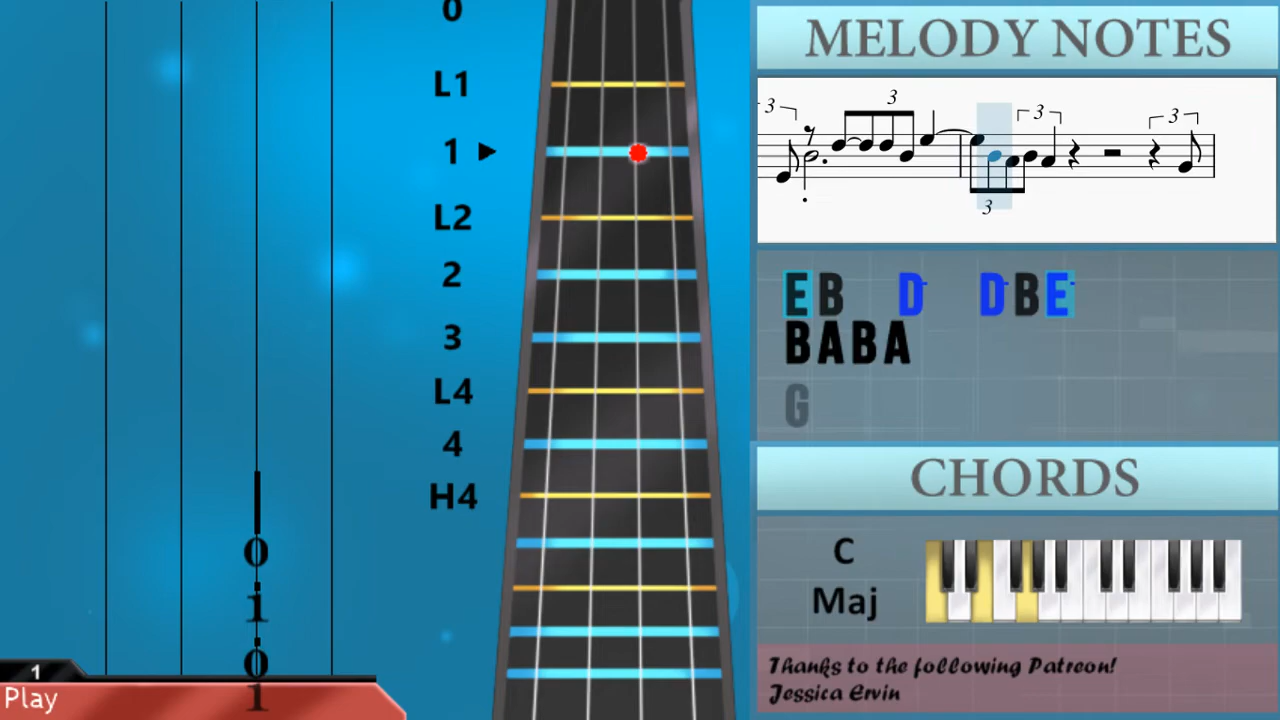 0
L1
1 ►
L2
2
3
L4
4
H4
0
1
0
1
1
Play
MELODY NOTES
3 3 3 3
3
EB D DBE
BABA
G
CHORDS
C
Maj
Thanks to the following Patreon!
Jessica Ervin